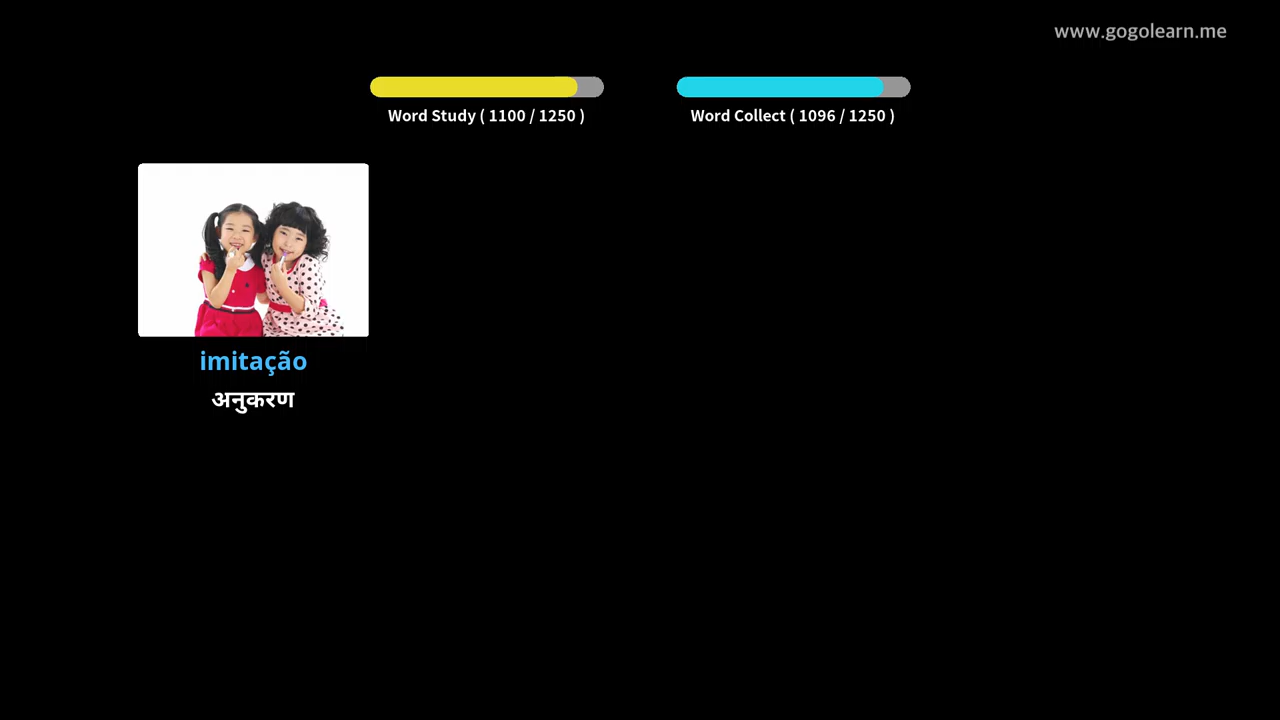 www.gogolearn.me
Word Study ( 1100 / 1250 )
Word Collect ( 1096 / 1250 )
imitação
अनुकरण